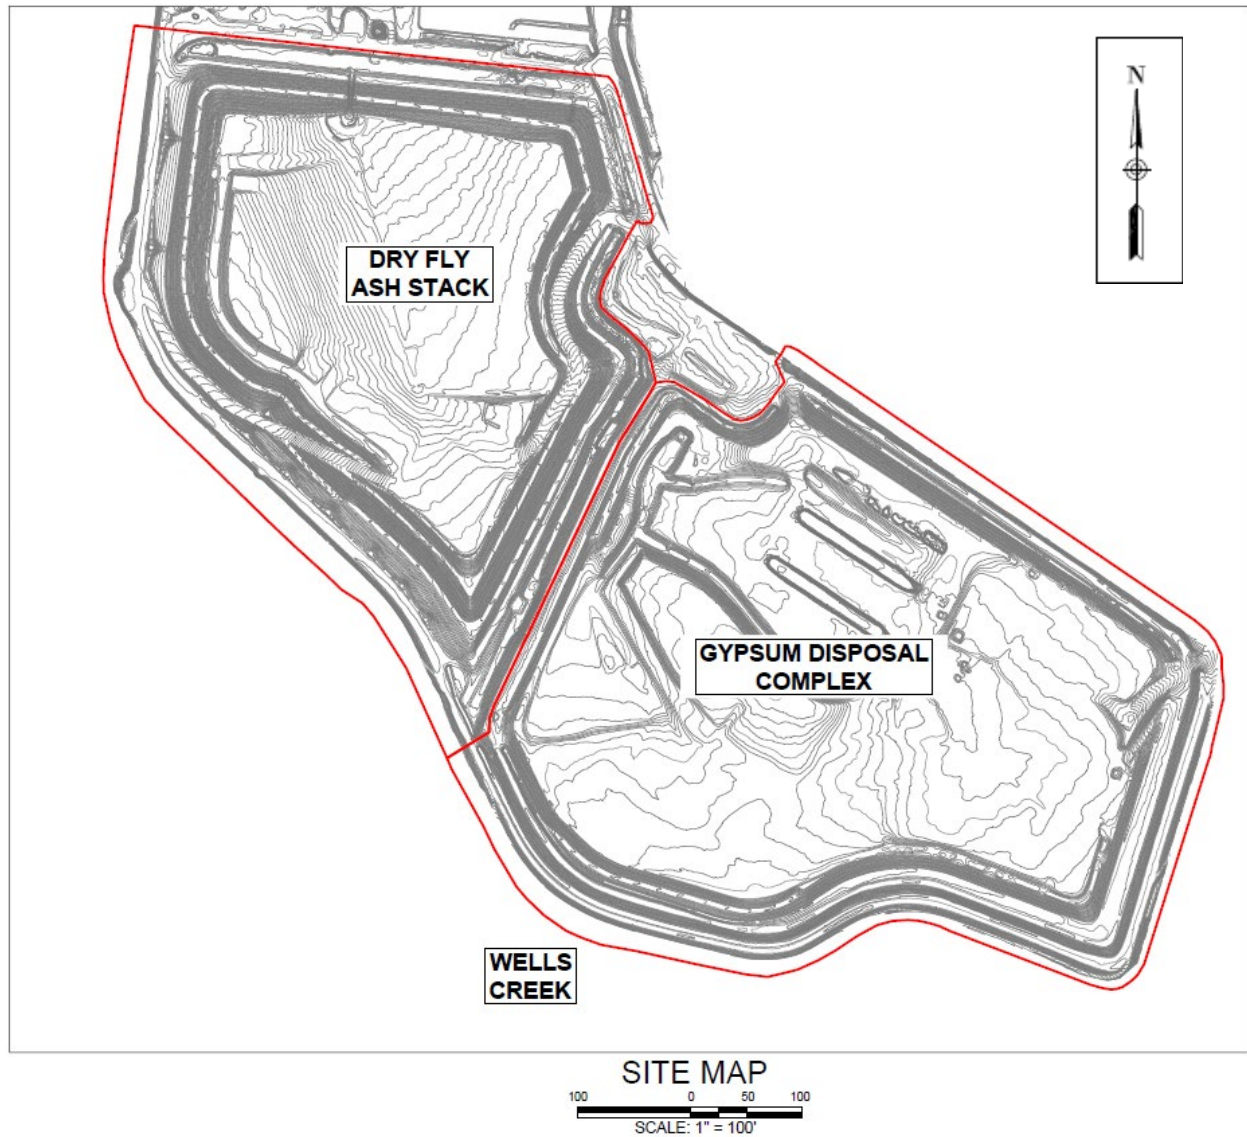 N
DRY FLY
ASH STACK
GYPSUM DISPOSAL
COMPLEX
WELLS
CREEK
SITE MAP
100 0 50 100
SCALE: 1" = 100'